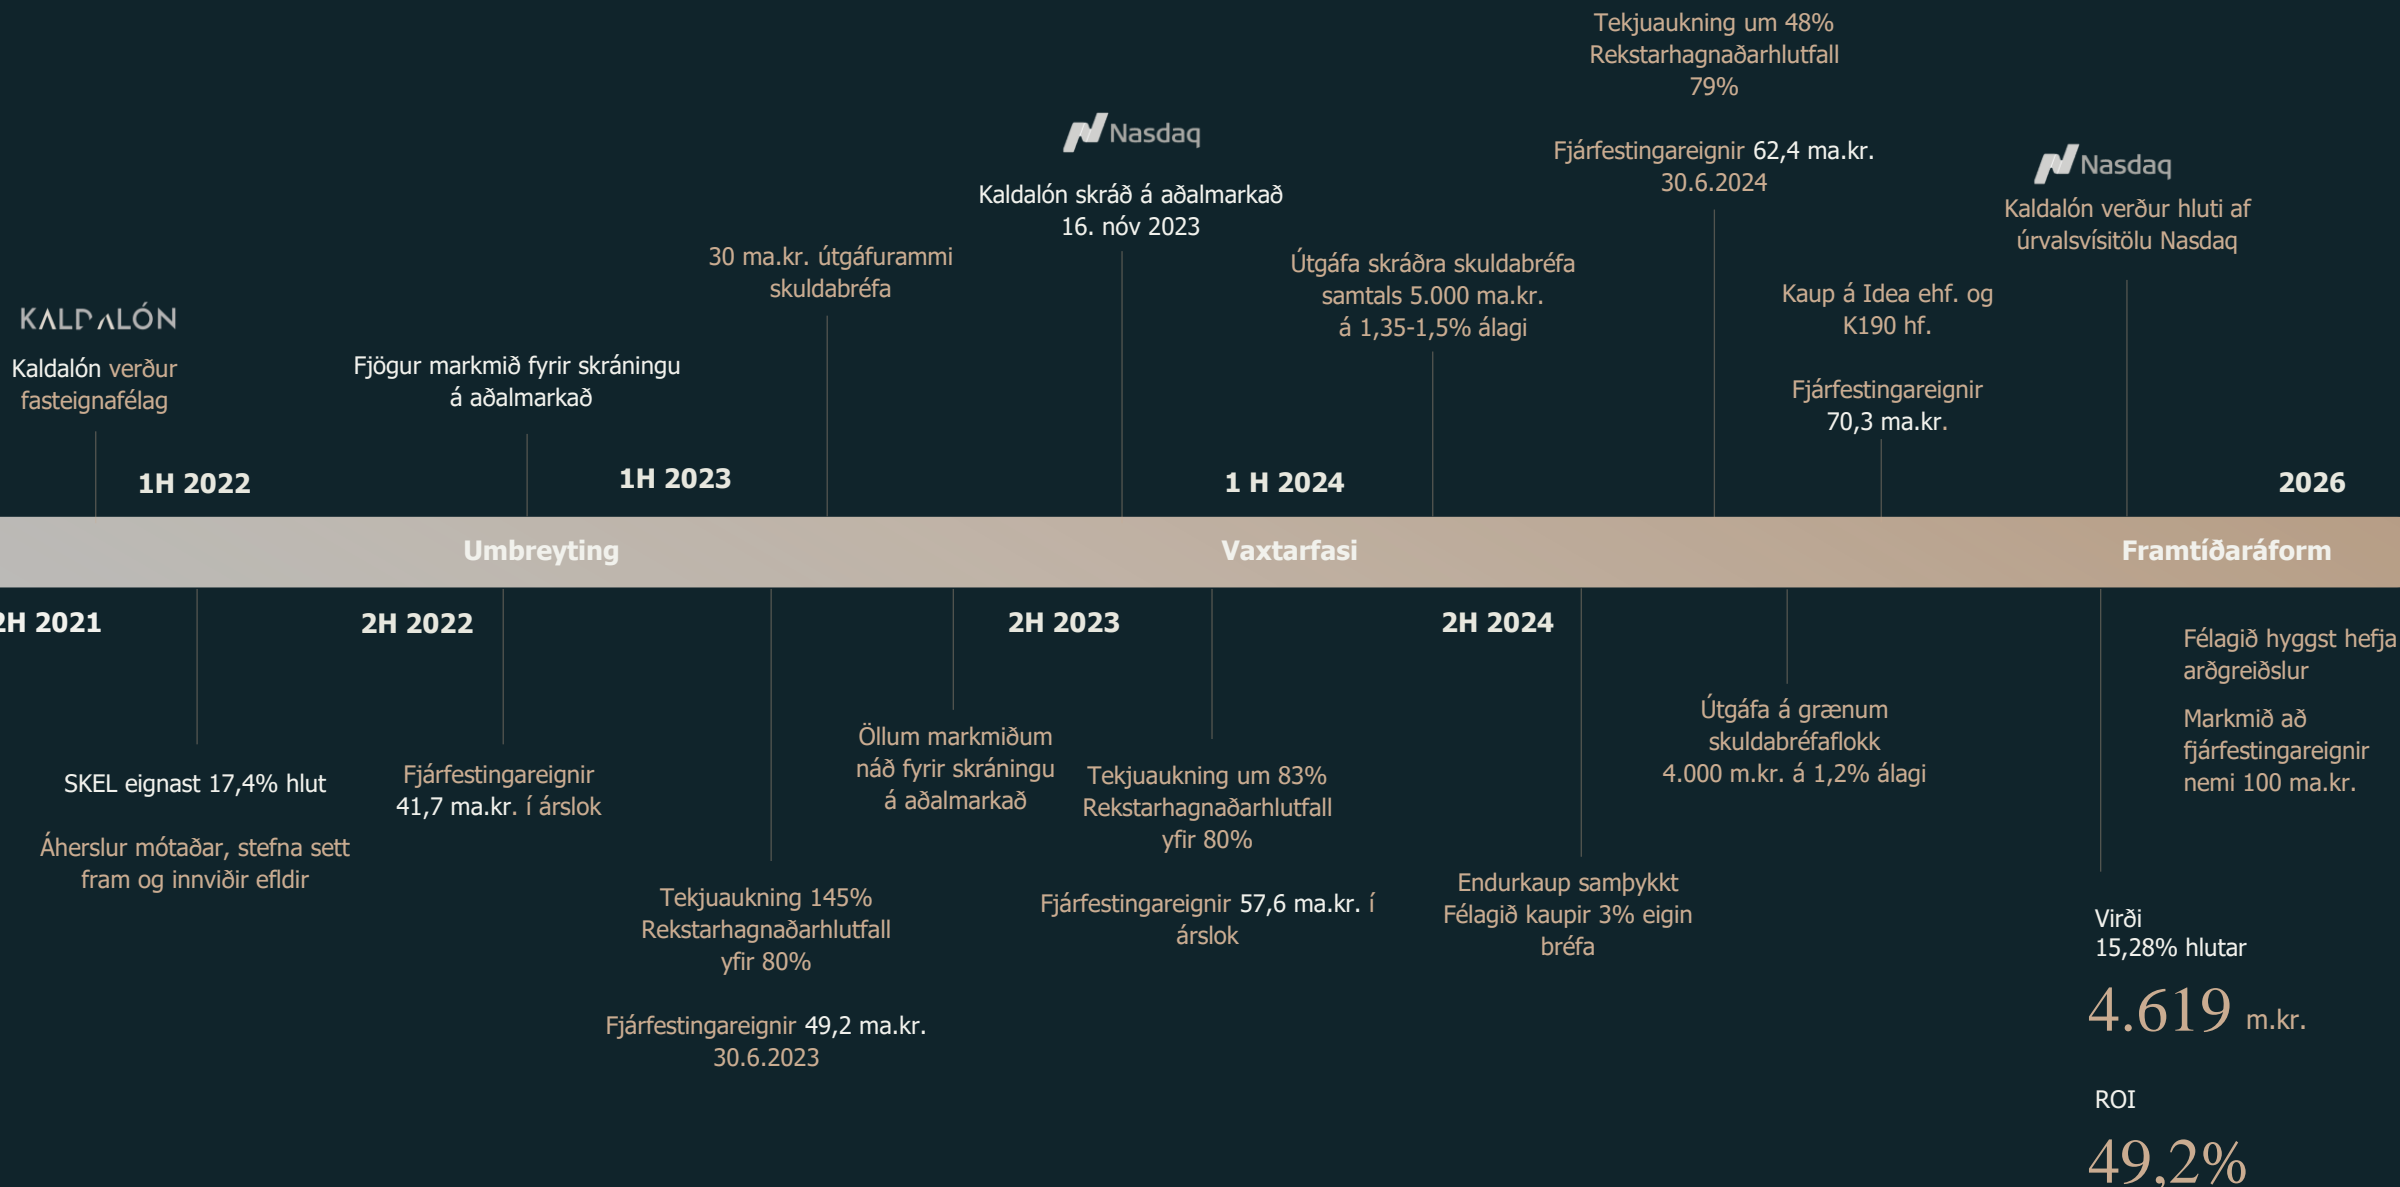 KALDALÓN
Kaldalón verður
fasteignafélag
Fjögur markmið fyrir skráningu
á aðalmarkað
30 ma.kr. útgáfurammi
skuldabréfa
Nasdaq
Kaldalón skráð á aðalmarkað
16. nóv 2023
Útgáfa skráðra skuldabréfa
samtals 5.000 ma.kr.
á 1,35-1,5% álagi
Tekjuaukning um 48%
Rekstarhagnaðarhlutfall
79%
Fjárfestingareignir 62,4 ma.kr.
30.6.2024
Kaup á Idea ehf. og
K190 hf.
Fjárfestingareignir
70,3 ma.kr.
Nasdaq
Kaldalón verður hluti af
úrvalsvísitölu Nasdaq
1H 2022
1H 2023
1 H 2024
2026
Umbreyting
Vaxtarfasi
Framtíðaráform
2H 2021
2H 2022
2H 2023
2H 2024
SKEL eignast 17,4% hlut
Áherslur mótaðar, stefna sett
fram og innviðir efldir
Fjárfestingareignir
41,7 ma.kr. í árslok
Tekjuaukning 145%
Rekstarhagnaðarhlutfall
yfir 80%
Fjárfestingareignir 49,2 ma.kr.
30.6.2023
Öllum markmiðum
náð fyrir skráningu
á aðalmarkað
Tekjuaukning um 83%
Rekstarhagnaðarhlutfall
yfir 80%
Fjárfestingareignir 57,6 ma.kr. í
árslok
Endurkaup samþykkt
Félagið kaupir 3% eigin
bréfa
Útgáfa á grænum
skuldabréfaflokk
4.000 m.kr. á 1,2% álagi
Félagið hyggst hefja
arðgreiðslur
Markmið að
fjárfestingareignir
nemi 100 ma.kr.
Virði
15,28% hlutar
4.619 m.kr.
ROI
49,2%